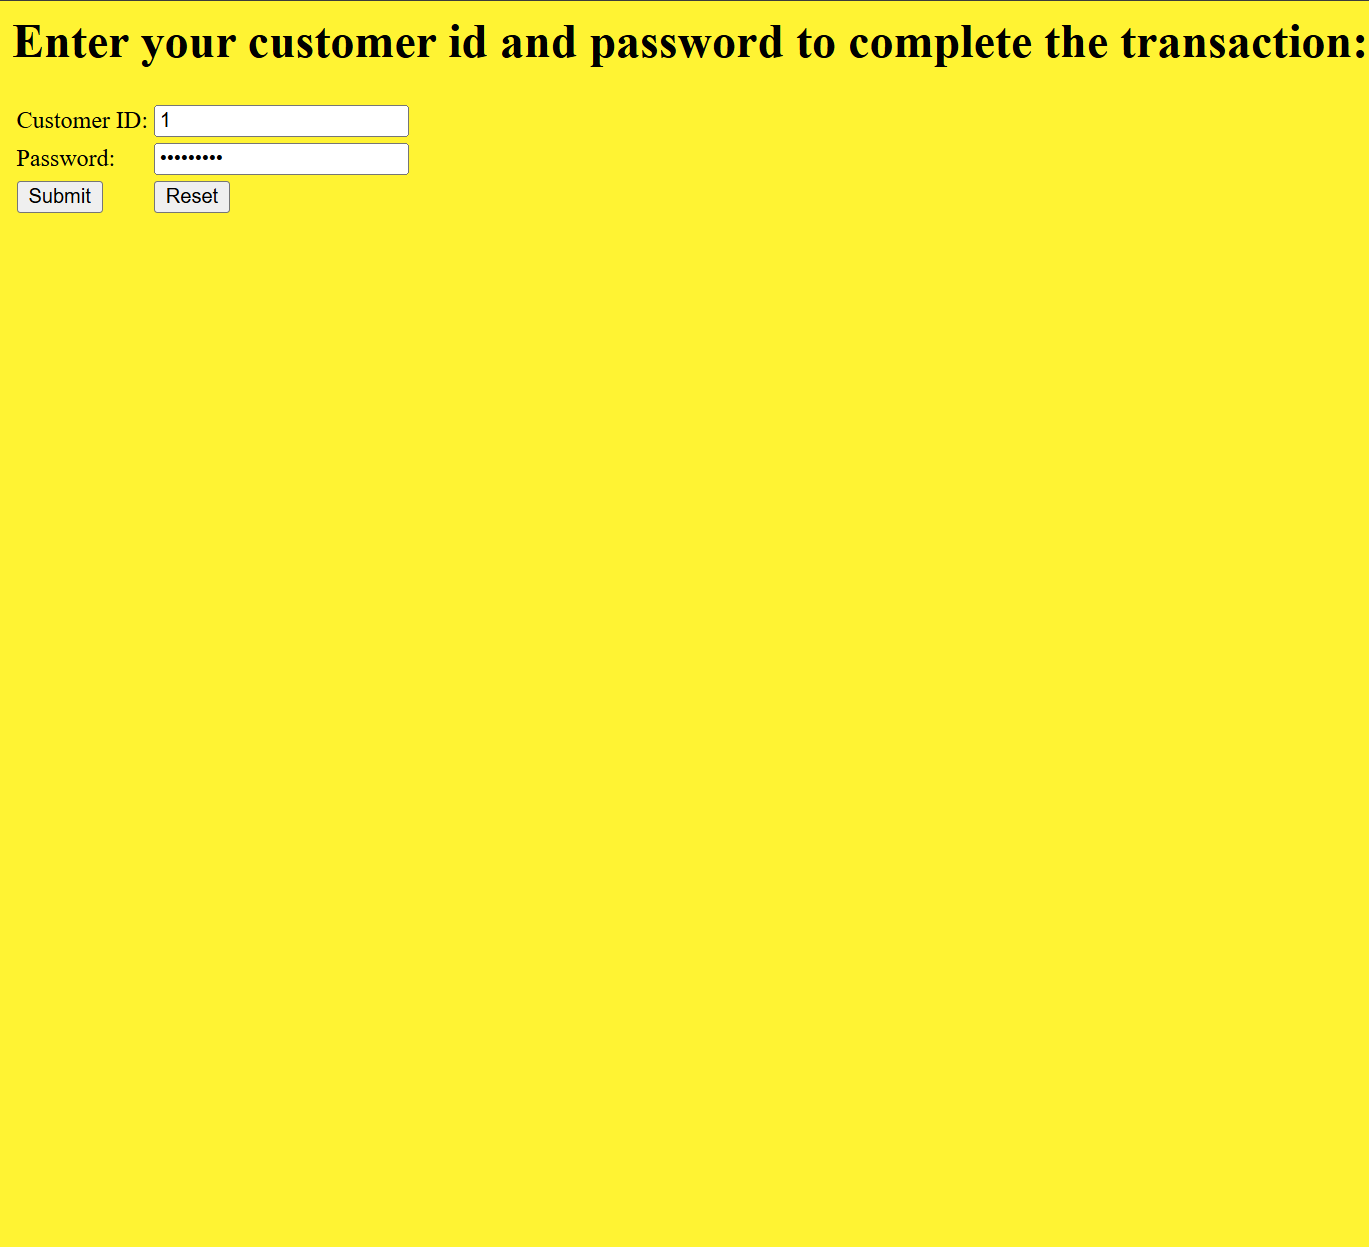 Enter your customer id and password to complete the transaction:
Customer ID: 1
Password: •••••••••
Submit Reset